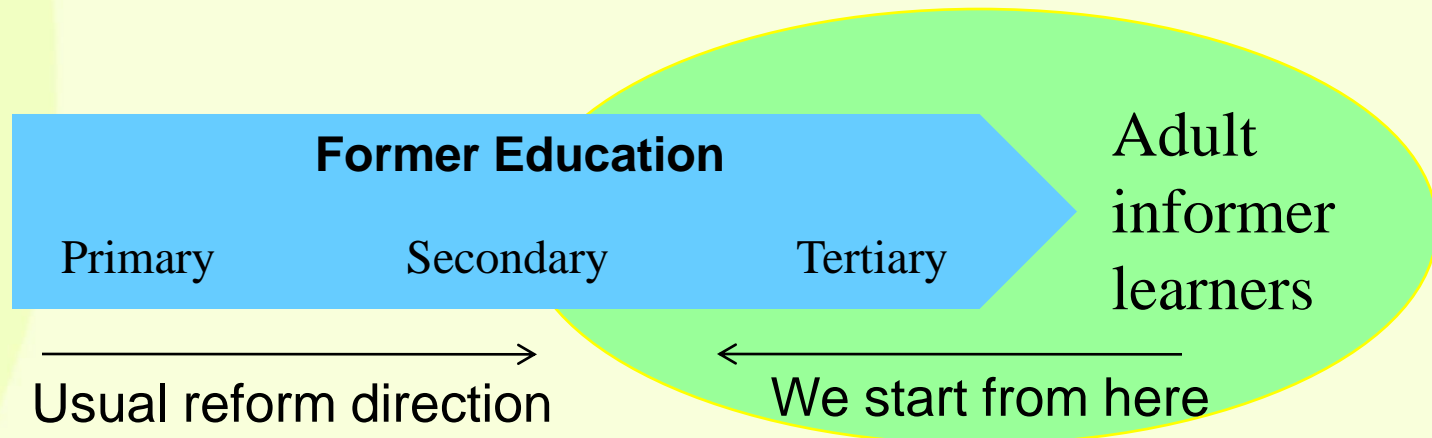 Former Education
Primary Secondary Tertiary
Adult
informer
learners
Usual reform direction
We start from here